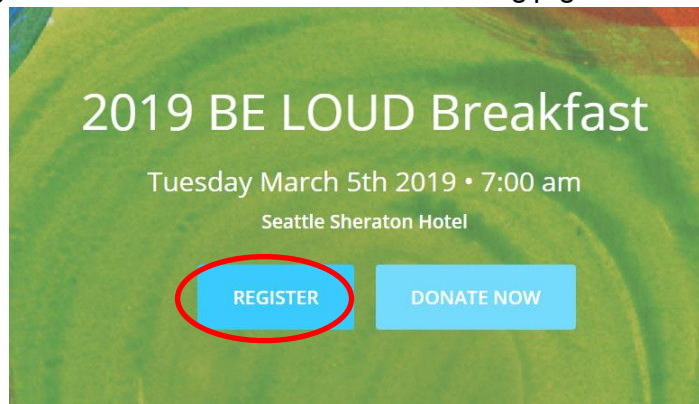 2019 BE LOUD Breakfast
Tuesday March 5th 2019 • 7:00 am
Seattle Sheraton Hotel
REGISTER DONATE NOW